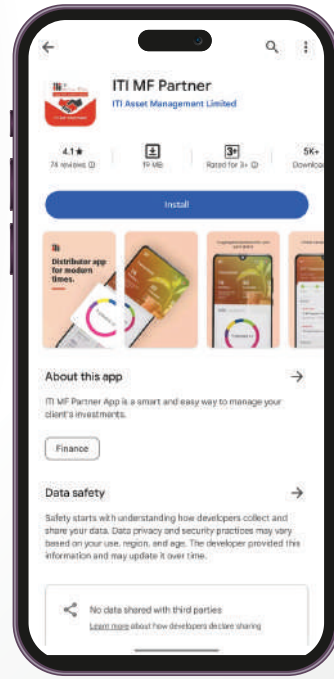 ITI MF Partner
ITI Asset Management Limited
4.1★
74 reviews
19 MB
3+
Rated for 3+
5K+
Downloa
Install
Distributor app
for modern
times.
About this app
ITI MF Partner App is a smart and easy way to manage your
client's investments.
Finance
Data safety
Safety starts with understanding how developers collect and
share your data. Data privacy and security practices may vary
based on your use, region, and age. The developer provided this
information and may update it over time.
No data shared with third parties
Learn more about how developers declare sharing